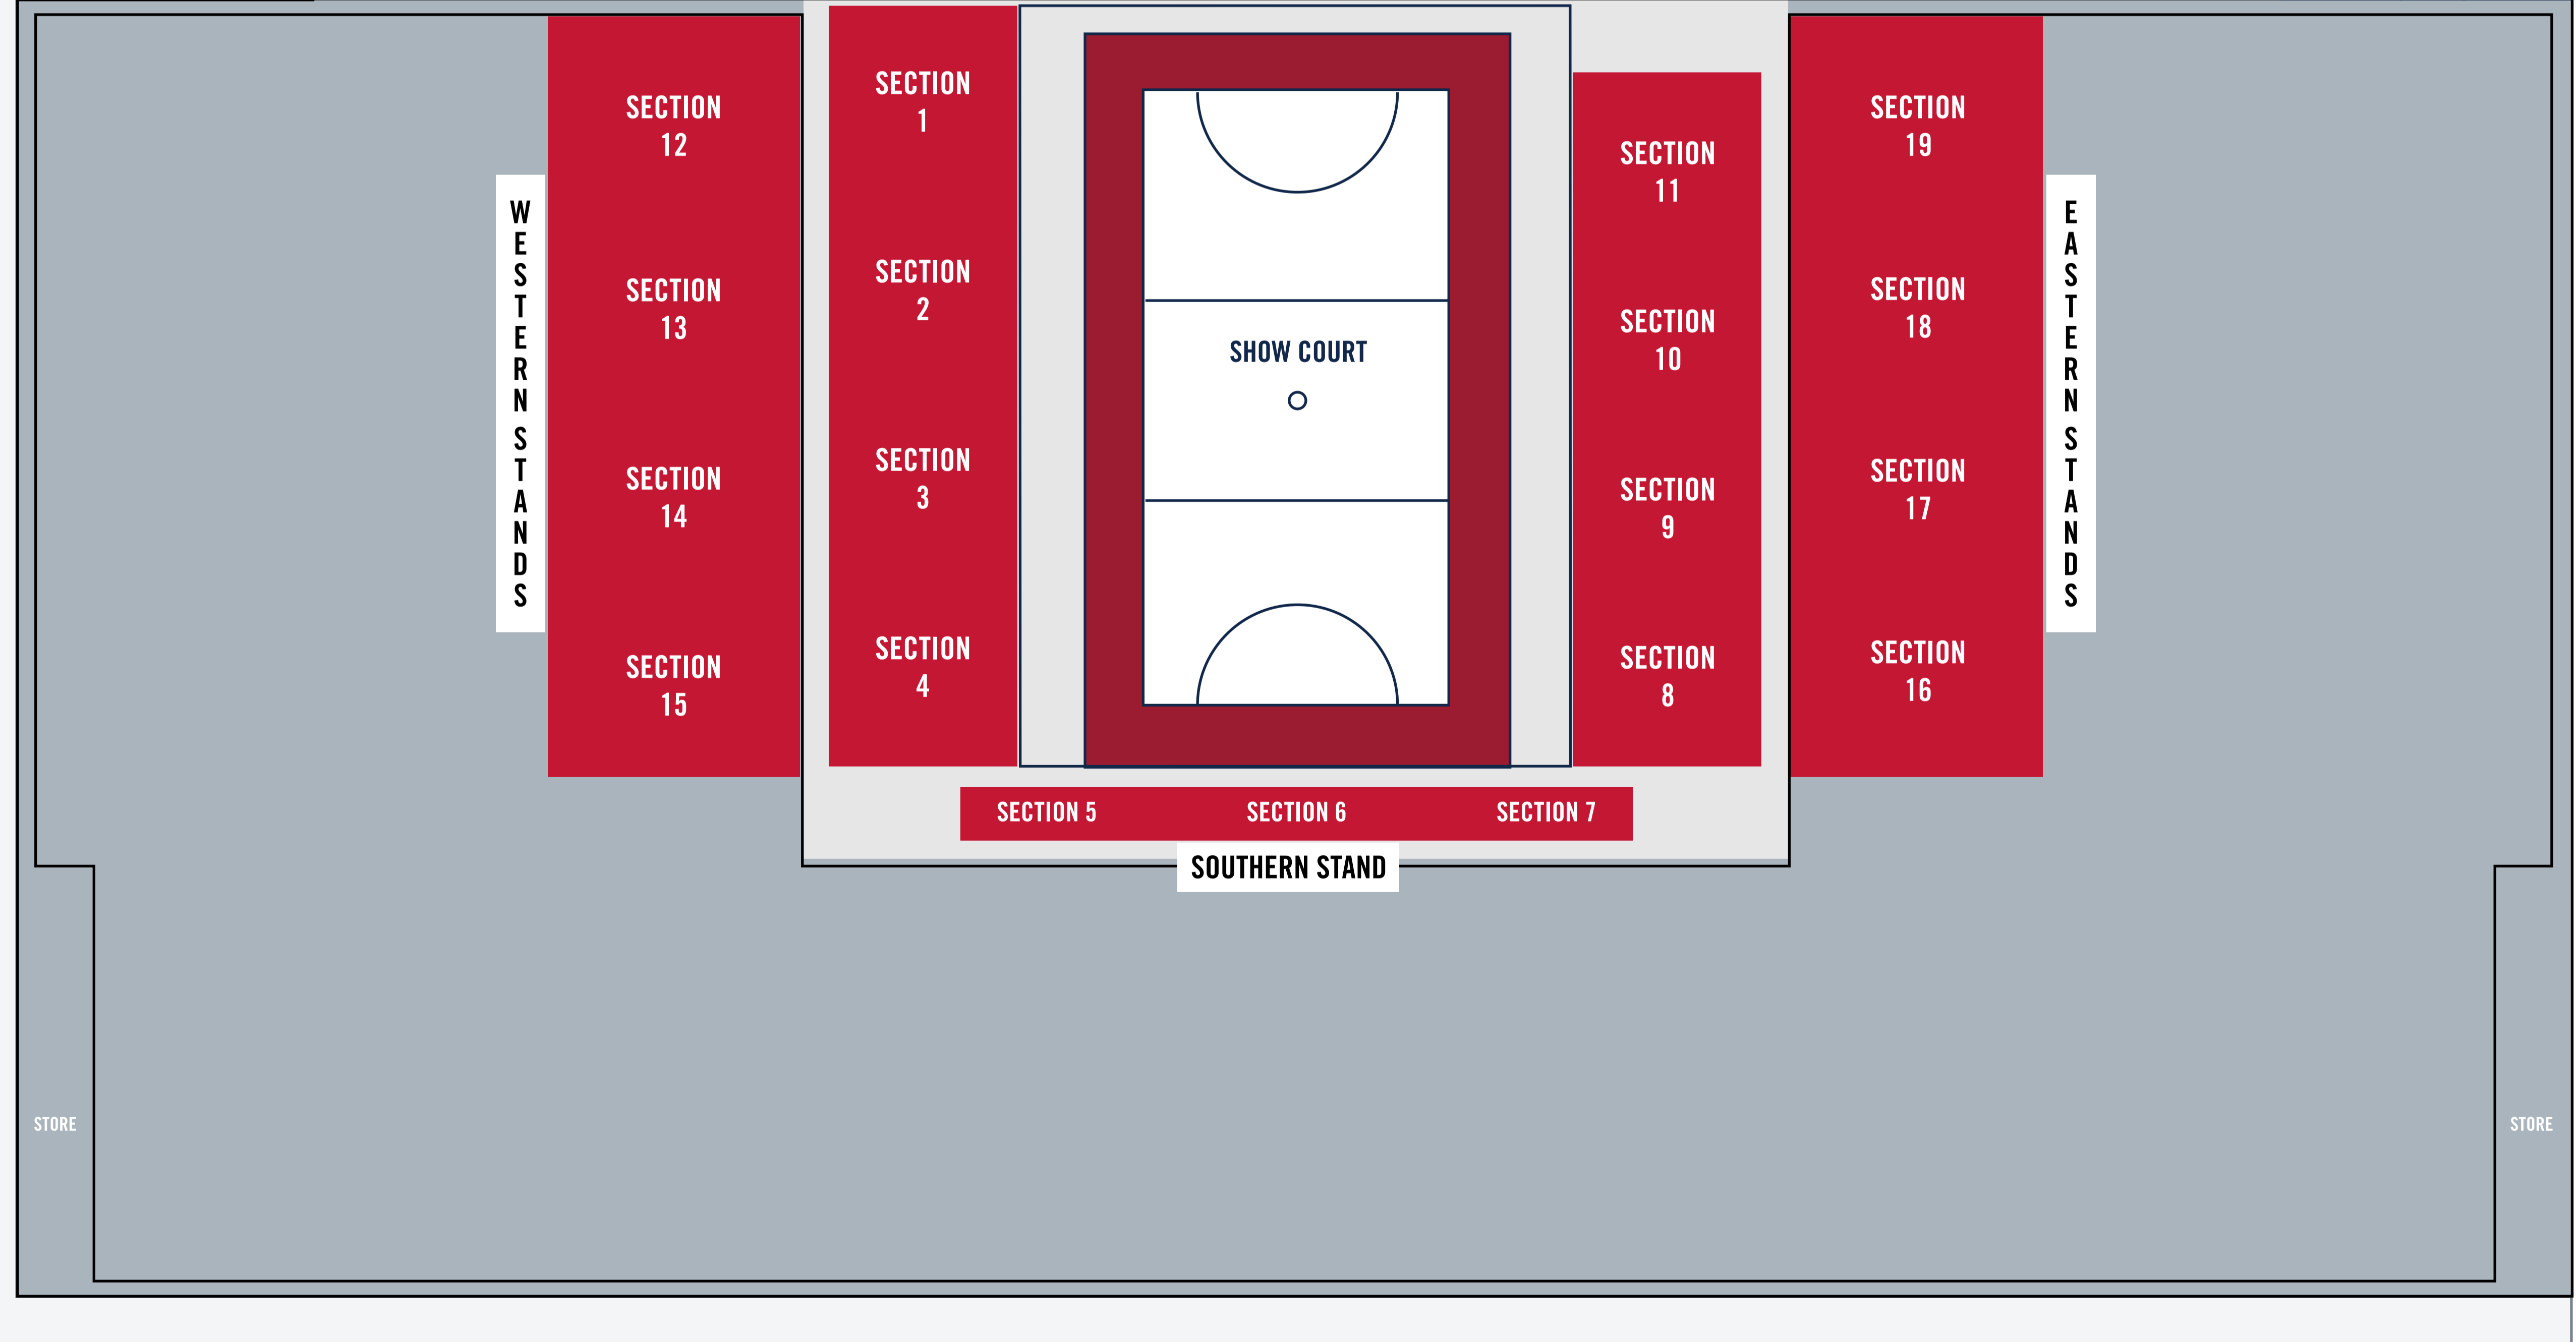 SECTION
12
SECTION
13
SECTION
14
SECTION
15
WESTERN STANDS
SECTION
1
SECTION
2
SECTION
3
SECTION
4
SHOW COURT
SECTION
11
SECTION
10
SECTION
9
SECTION
8
SECTION
19
SECTION
18
SECTION
17
SECTION
16
EASTERN STANDS
SECTION 5
SECTION 6
SECTION 7
SOUTHERN STAND
STORE
STORE